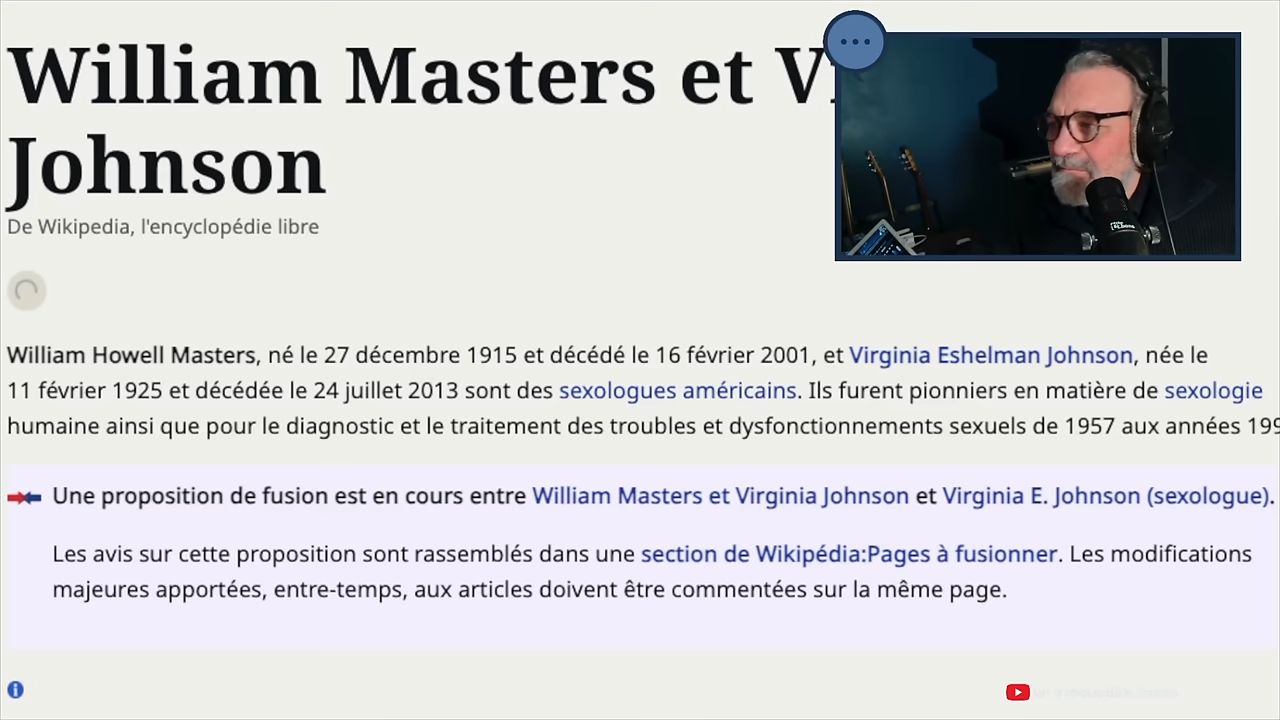 William Masters et V
Johnson
De Wikipedia, l'encyclopédie libre
William Howell Masters, né le 27 décembre 1915 et décédé le 16 février 2001, et Virginia Eshelman Johnson, née le
11 février 1925 et décédée le 24 juillet 2013 sont des sexologues américains. Ils furent pionniers en matière de sexologie
humaine ainsi que pour le diagnostic et le traitement des troubles et dysfonctionnements sexuels de 1957 aux années 199
Une proposition de fusion est en cours entre William Masters et Virginia Johnson et Virginia E. Johnson (sexologue).
Les avis sur cette proposition sont rassemblés dans une section de Wikipédia:Pages à fusionner. Les modifications
majeures apportées, entre-temps, aux articles doivent être commentées sur la même page.